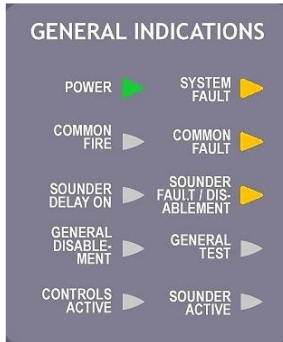 GENERAL INDICATIONS
POWER
SYSTEM
FAULT
COMMON
FIRE
COMMON
FAULT
SOUNDER
DELAY ON
SOUNDER
FAULT / DIS-
ABLEMENT
GENERAL
DISABLE-
MENT
GENERAL
TEST
CONTROLS
ACTIVE
SOUNDER
ACTIVE